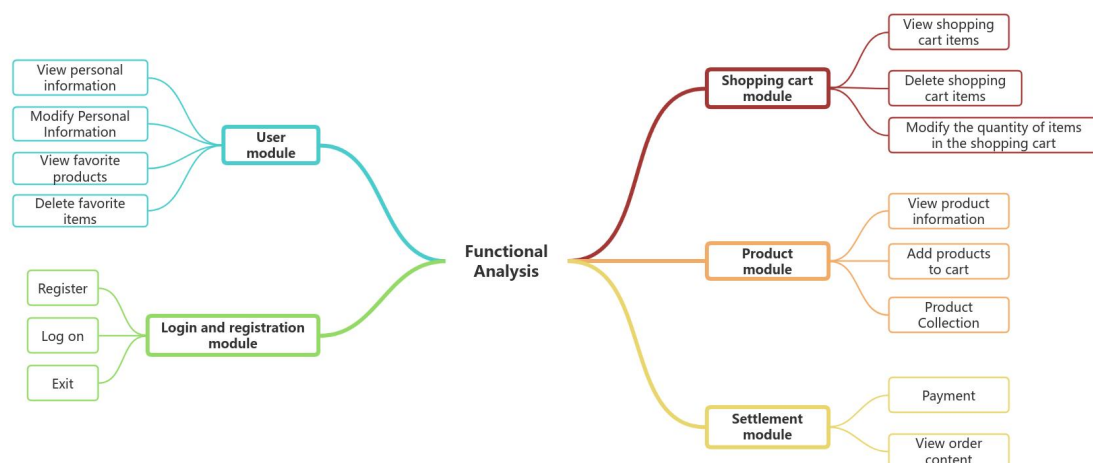 View personal
information
Modify Personal
Information
View favorite
products
Delete favorite
items
User
module
Register
Log on
Exit
Login and registration
module
Functional
Analysis
Shopping cart
module
View shopping
cart items
Delete shopping
cart items
Modify the quantity of items
in the shopping cart
Product
module
View product
information
Add products
to cart
Product
Collection
Settlement
module
Payment
View order
content